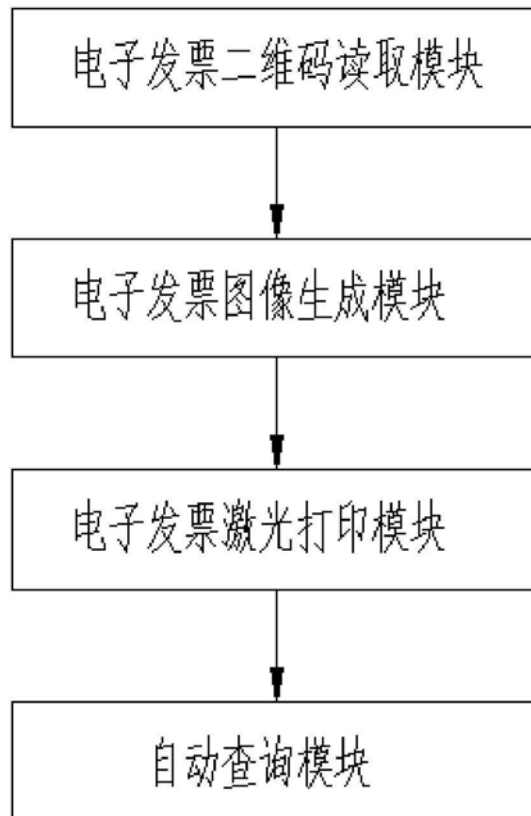 电子发票二维码读取模块
电子发票图像生成模块
电子发票激光打印模块
自动查询模块